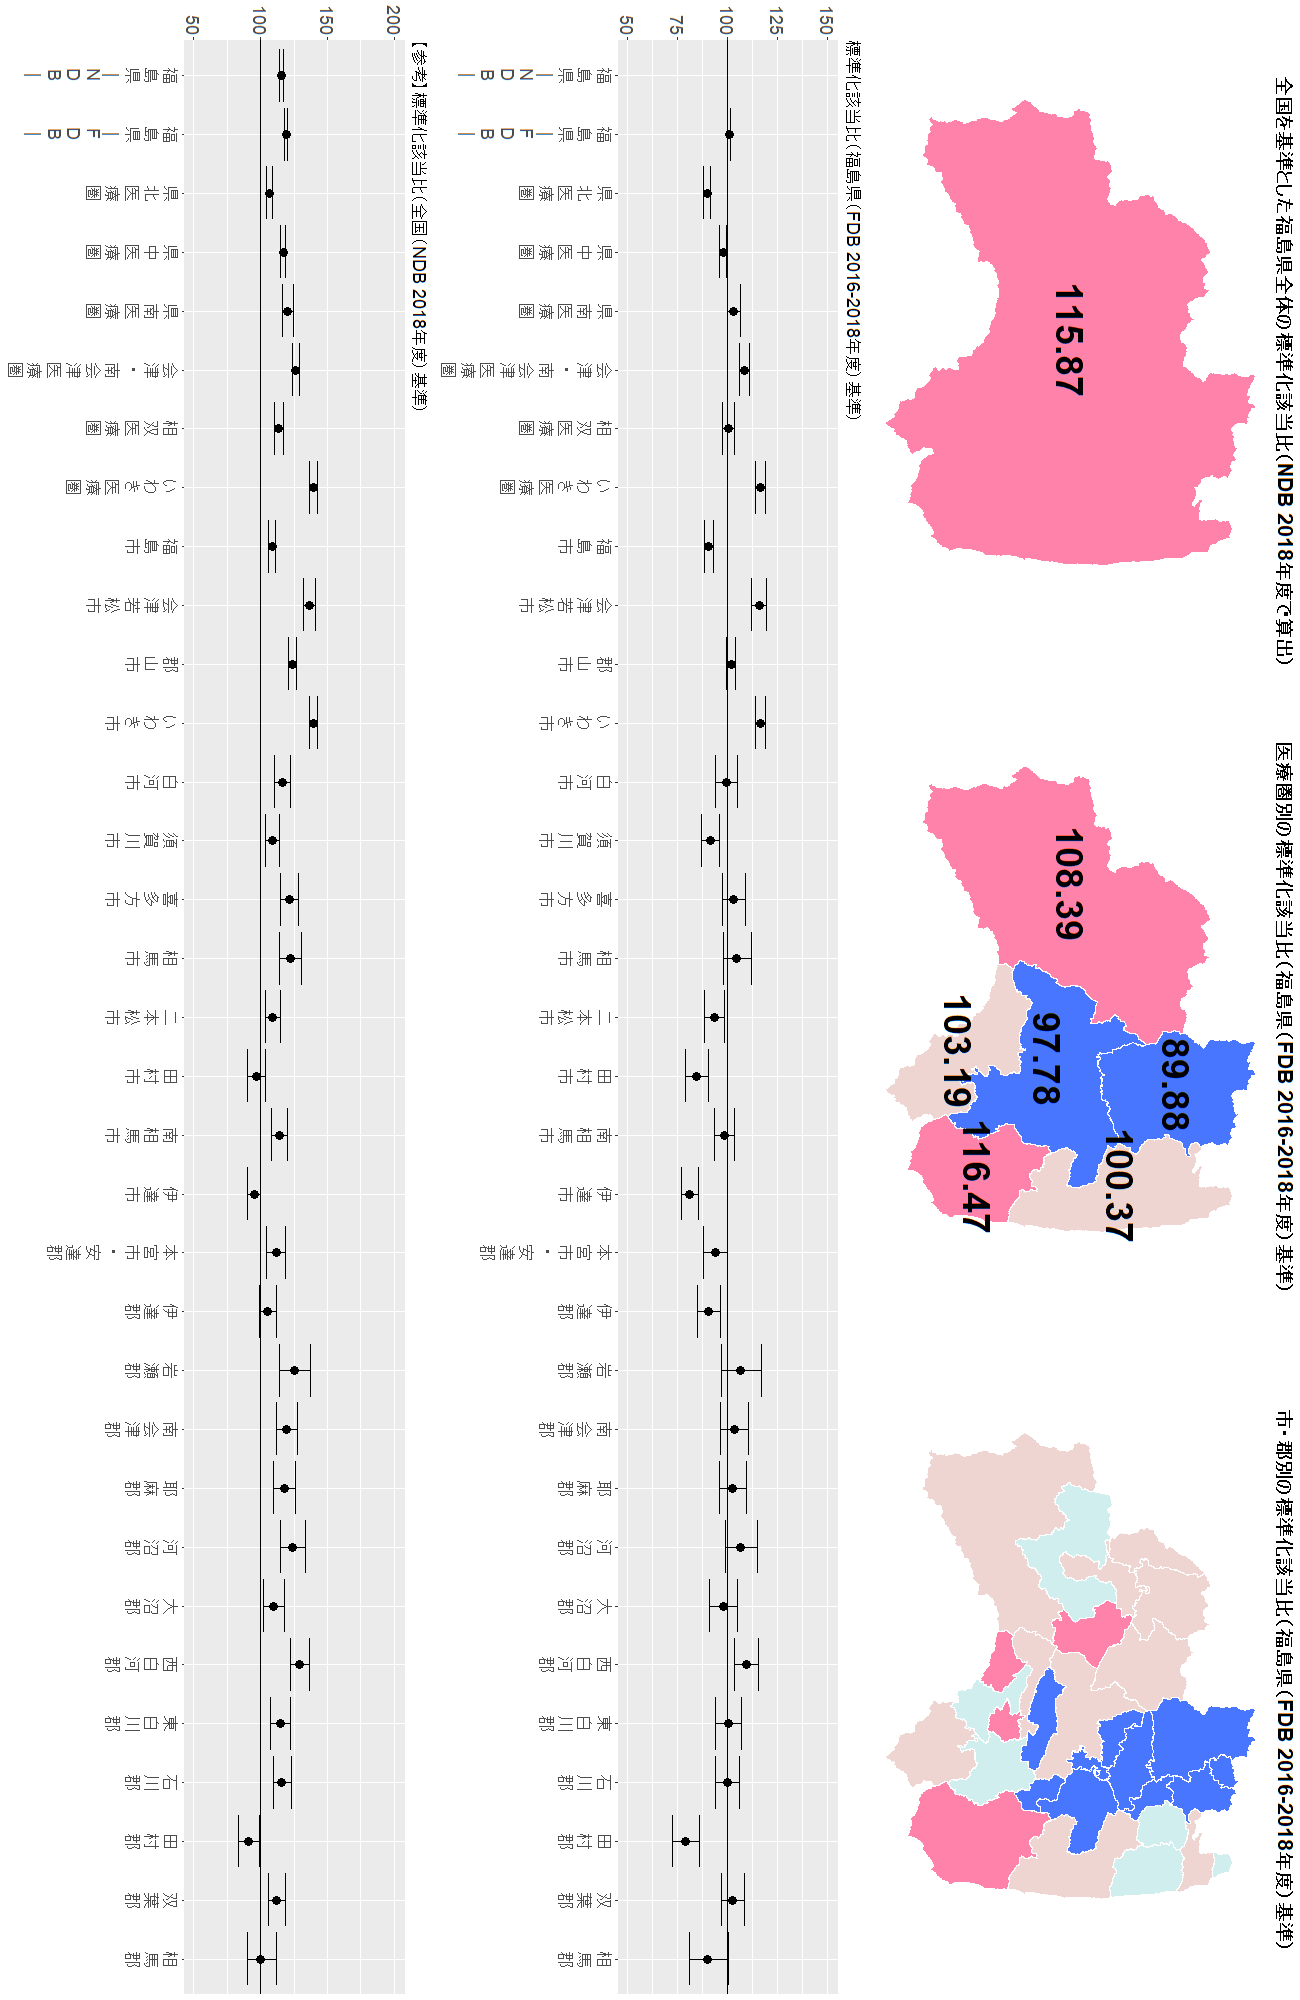 全国を基準とした福島県全体の標準化該当比(NDB 2018年度で算出)
115.87
医療圏別の標準化該当比(福島県(FDB 2016-2018年度)基準)
108.39
89.88
97.78
100.37
103.19
116.47
市・郡別の標準化該当比(福島県(FDB 2016-2018年度)基準)
標準化該当比(福島県(FDB 2016-2018年度)基準)
150
125
100
75
50
福島県|NDB|
福島県|FDB|
県北医療圏
県中医療圏
県南医療圏
会津・南会津医療圏
相双医療圏
いわき医療圏
福島市
会津若松市
郡山市
いわき市
白河市
須賀川市
喜多方市
相馬市
二本松市
田村市
南相馬市
伊達市
本宮市・安達郡
伊達郡
岩瀬郡
南会津郡
耶麻郡
河沼郡
大沼郡
西白河郡
東白川郡
石川郡
田村郡
双葉郡
相馬郡
【参考】標準化該当比(全国(NDB 2018年度)基準)
200
150
100
50
福島県|NDB|
福島県|FDB|
県北医療圏
県中医療圏
県南医療圏
会津・南会津医療圏
相双医療圏
いわき医療圏
福島市
会津若松市
郡山市
いわき市
白河市
須賀川市
喜多方市
相馬市
二本松市
田村市
南相馬市
伊達市
本宮市・安達郡
伊達郡
岩瀬郡
南会津郡
耶麻郡
河沼郡
大沼郡
西白河郡
東白川郡
石川郡
田村郡
双葉郡
相馬郡